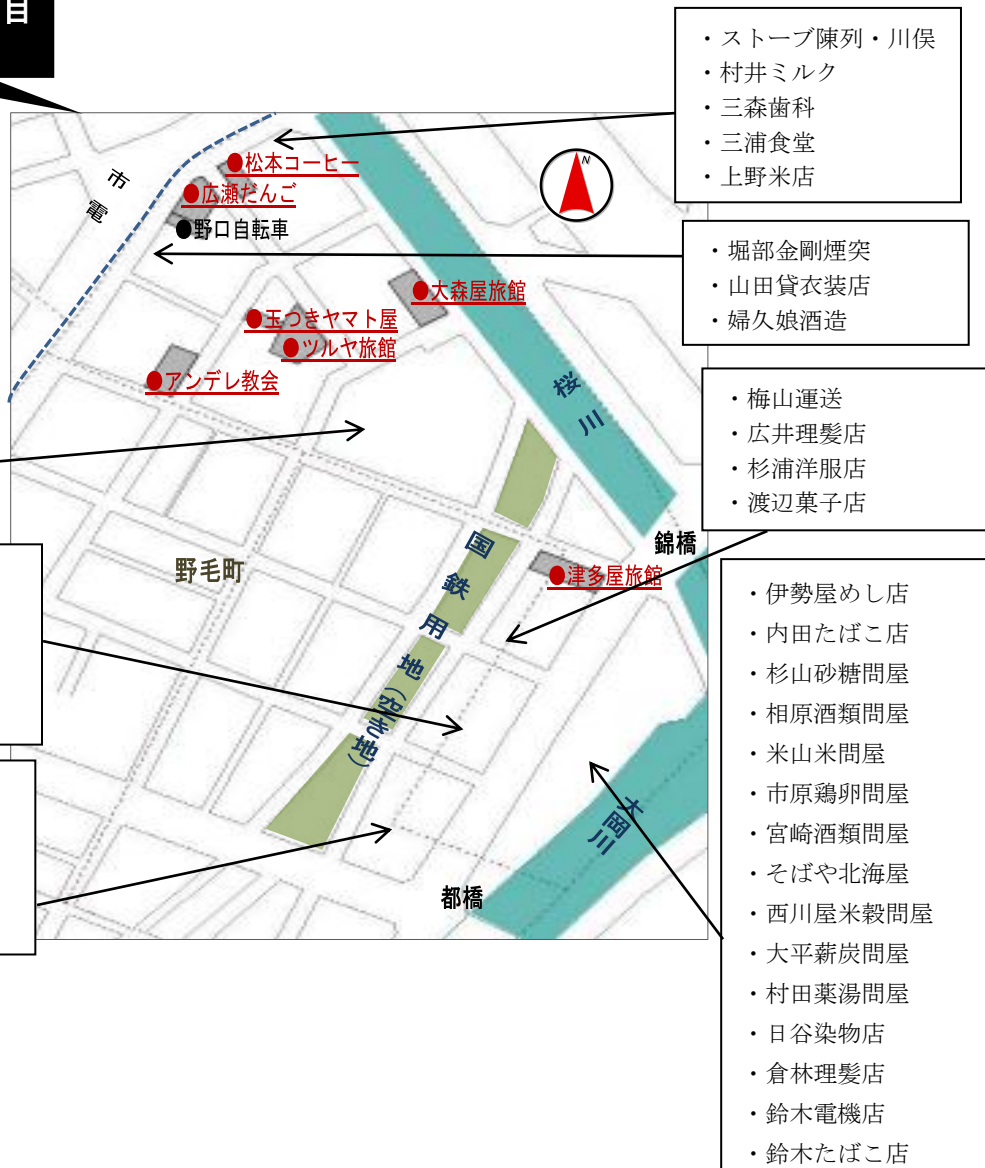 目
・ストーブ陳列・川俣
・村井ミルク
・三森歯科
・三浦食堂
・上野米店
市電
N
●松本コーヒー
●広瀬だんご
●野口自転車
・堀部金剛煙突
・山田貸衣装店
・婦久娘酒造
●大森屋旅館
●玉つきヤマト屋
●ツルヤ旅館
●アンデレ教会
桜川
・梅山運送
・広井理髪店
・杉浦洋服店
・渡辺菓子店
錦橋
野毛町
●津多屋旅館
国鉄用地(空き地)
大岡川
都橋
・伊勢屋めし店
・内田たばこ店
・杉山砂糖問屋
・相原酒類問屋
・米山米問屋
・市原鶏卵問屋
・宮崎酒類問屋
・そばや北海屋
・西川屋米穀問屋
・大平薪炭問屋
・村田薬湯問屋
・日谷染物店
・倉林理髪店
・鈴木電機店
・鈴木たばこ店